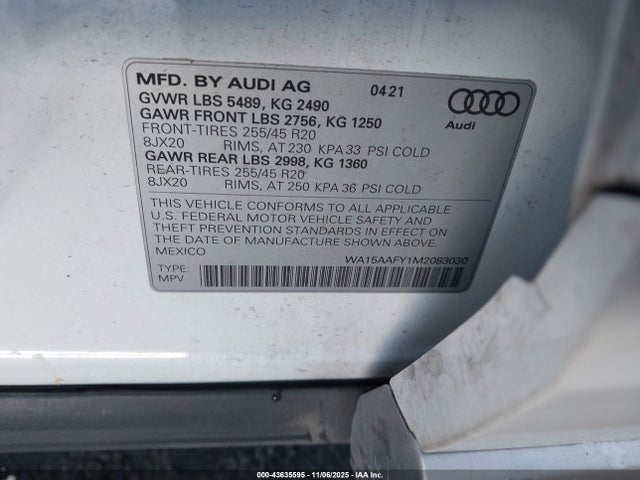 MFD. BY AUDI AG 04 21
GVWR LBS 5489, KG 2490
GAWR FRONT LBS 2756, KG 1250
FRONT-TIRES 255/45 R20
8JX20 RIMS, AT 230 KPA 33 PSI COLD
GAWR REAR LBS 2998, KG 1360
REAR-TIRES 255/45 R20
8JX20 RIMS, AT 250 KPA 36 PSI COLD
Audi
THIS VEHICLE CONFORMS TO ALL APPLICABLE
U.S. FEDERAL MOTOR VEHICLE SAFETY AND
THEFT PREVENTION STANDARDS IN EFFECT ON
THE DATE OF MANUFACTURE SHOWN ABOVE.
MEXICO
WA15AAFY1M2083030
TYPE:
MPV
000-43635595 - 11/06/2025 - IAAI.COM